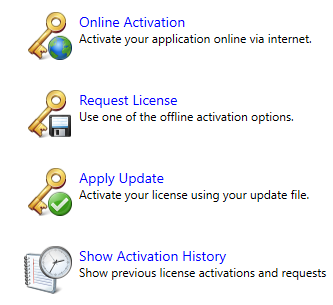 Online Activation
Activate your application online via internet.
Request License
Use one of the offline activation options.
Apply Update
Activate your license using your update file.
Show Activation History
Show previous license activations and requests